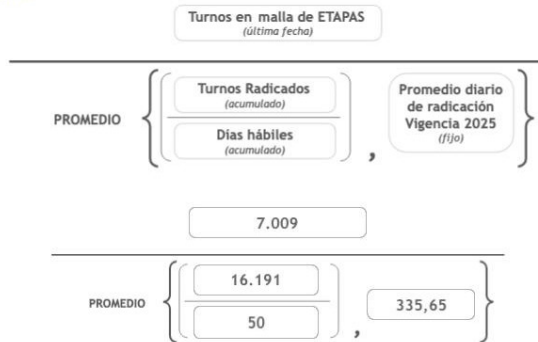 Turnos en malla de ETAPAS
(última fecha)
Turnos Radicados
(acumulado)
PROMEDIO
Días hábiles
(acumulado)
,
Promedio diario
de radicación
Vigencia 2025
(fijo)
7.009
16.191
PROMEDIO
50
,
335,65